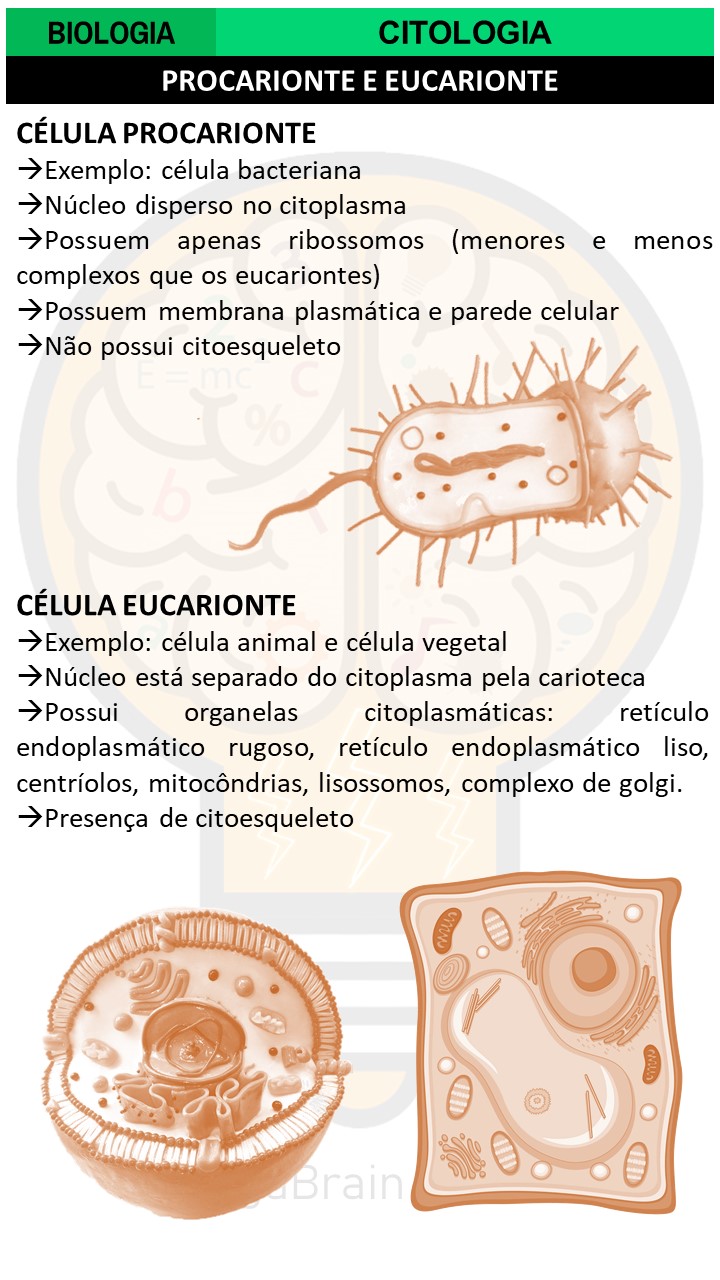 BIOLOGIA
CITOLOGIA
PROCARIONTE E EUCARIONTE
CÉLULA PROCARIONTE
→Exemplo: célula bacteriana
→Núcleo disperso no citoplasma
→Possuem apenas ribossomos (menores e menos
complexos que os eucariontes)
→Possuem membrana plasmática e parede celular
→Não possui citoesqueleto
E = mc
c
%
b
CÉLULA EUCARIONTE
→Exemplo: célula animal e célula vegetal
→Núcleo está separado do citoplasma pela carioteca
→Possui organelas citoplasmáticas: retículo
endoplasmático rugoso, retículo endoplasmático liso,
centríolos, mitocôndrias, lisossomos, complexo de golgi.
→Presença de citoesqueleto